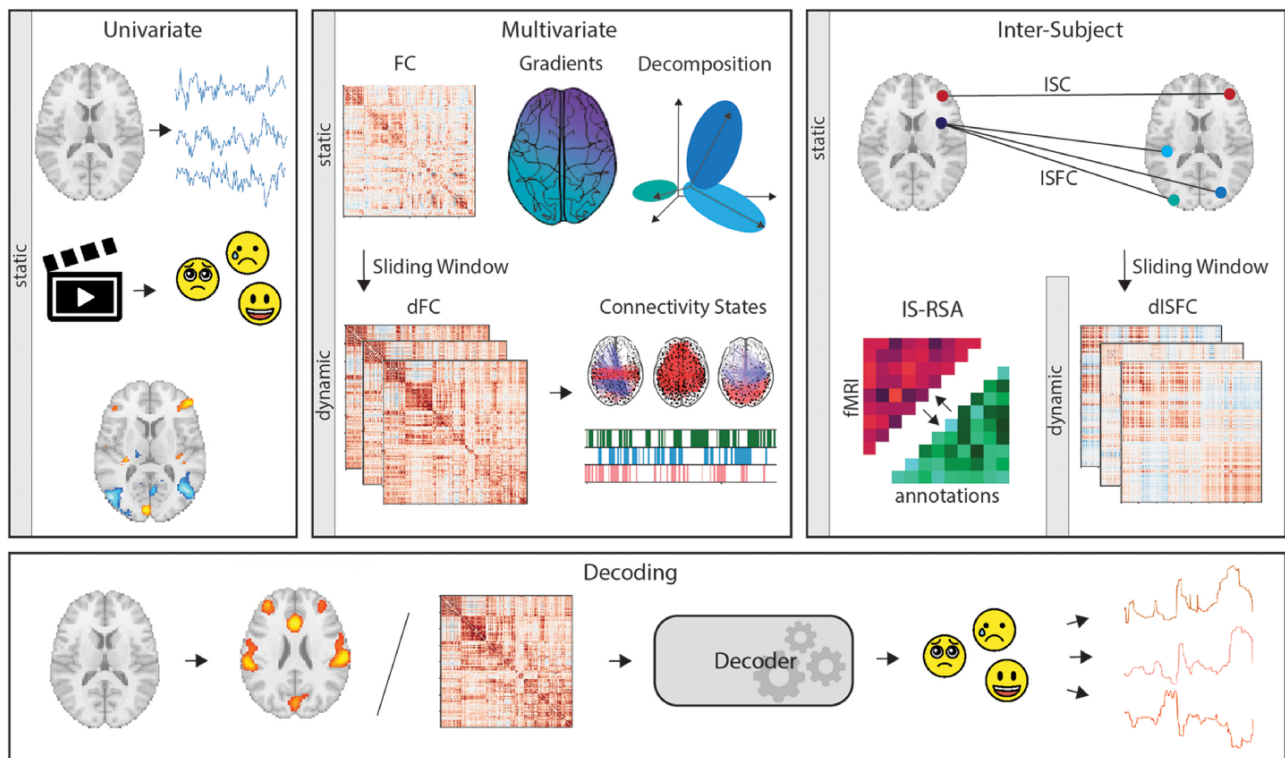 Univariate
static
Multivariate
static
FC
Gradients
Decomposition
Sliding Window
dynamic
dFC
Connectivity States
Inter-Subject
static
ISC
ISFC
Sliding Window
IS-RSA
fMRI
annotations
dynamic
dISFC
Decoding
Decoder